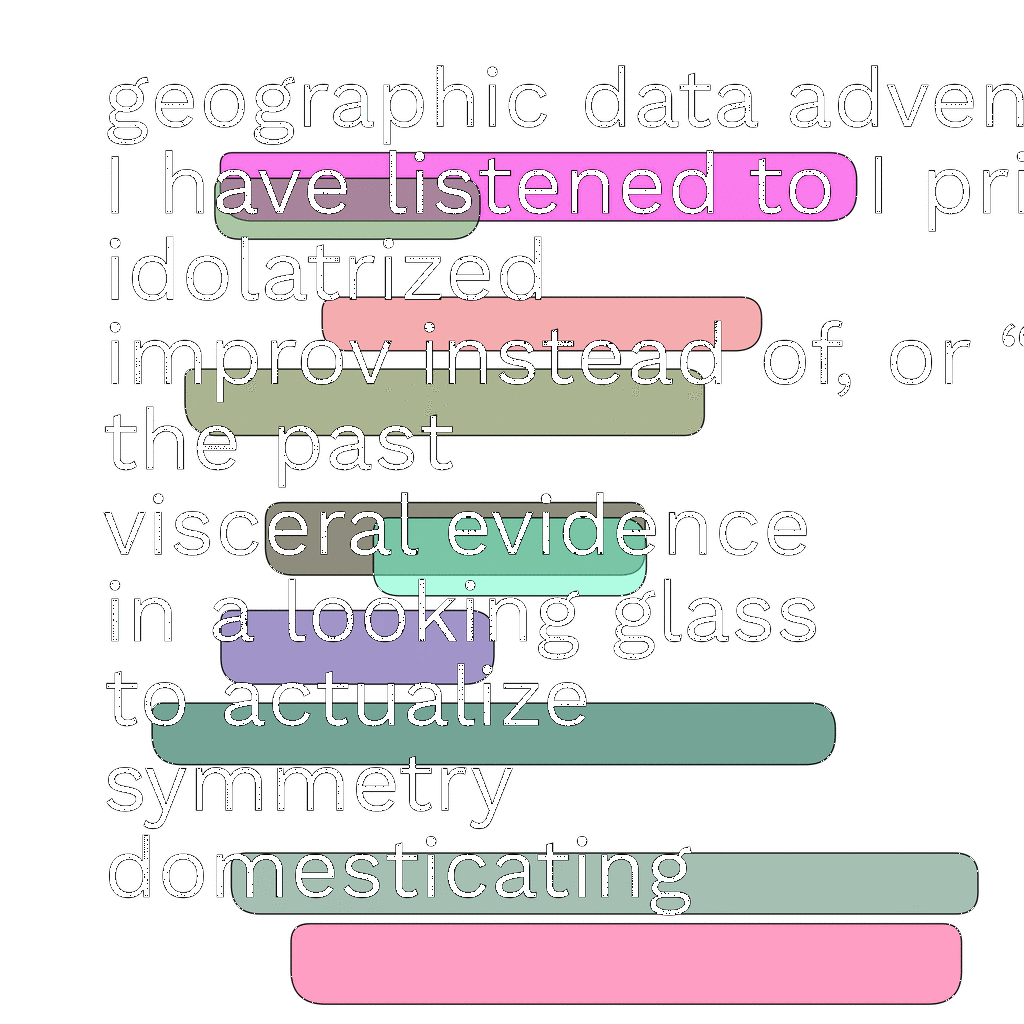 geographic data adven
I have listened to I pri
idolatrized
improv instead of, or “
the past
visceral evidence
in a looking glass
to actualize
symmetry
domesticating